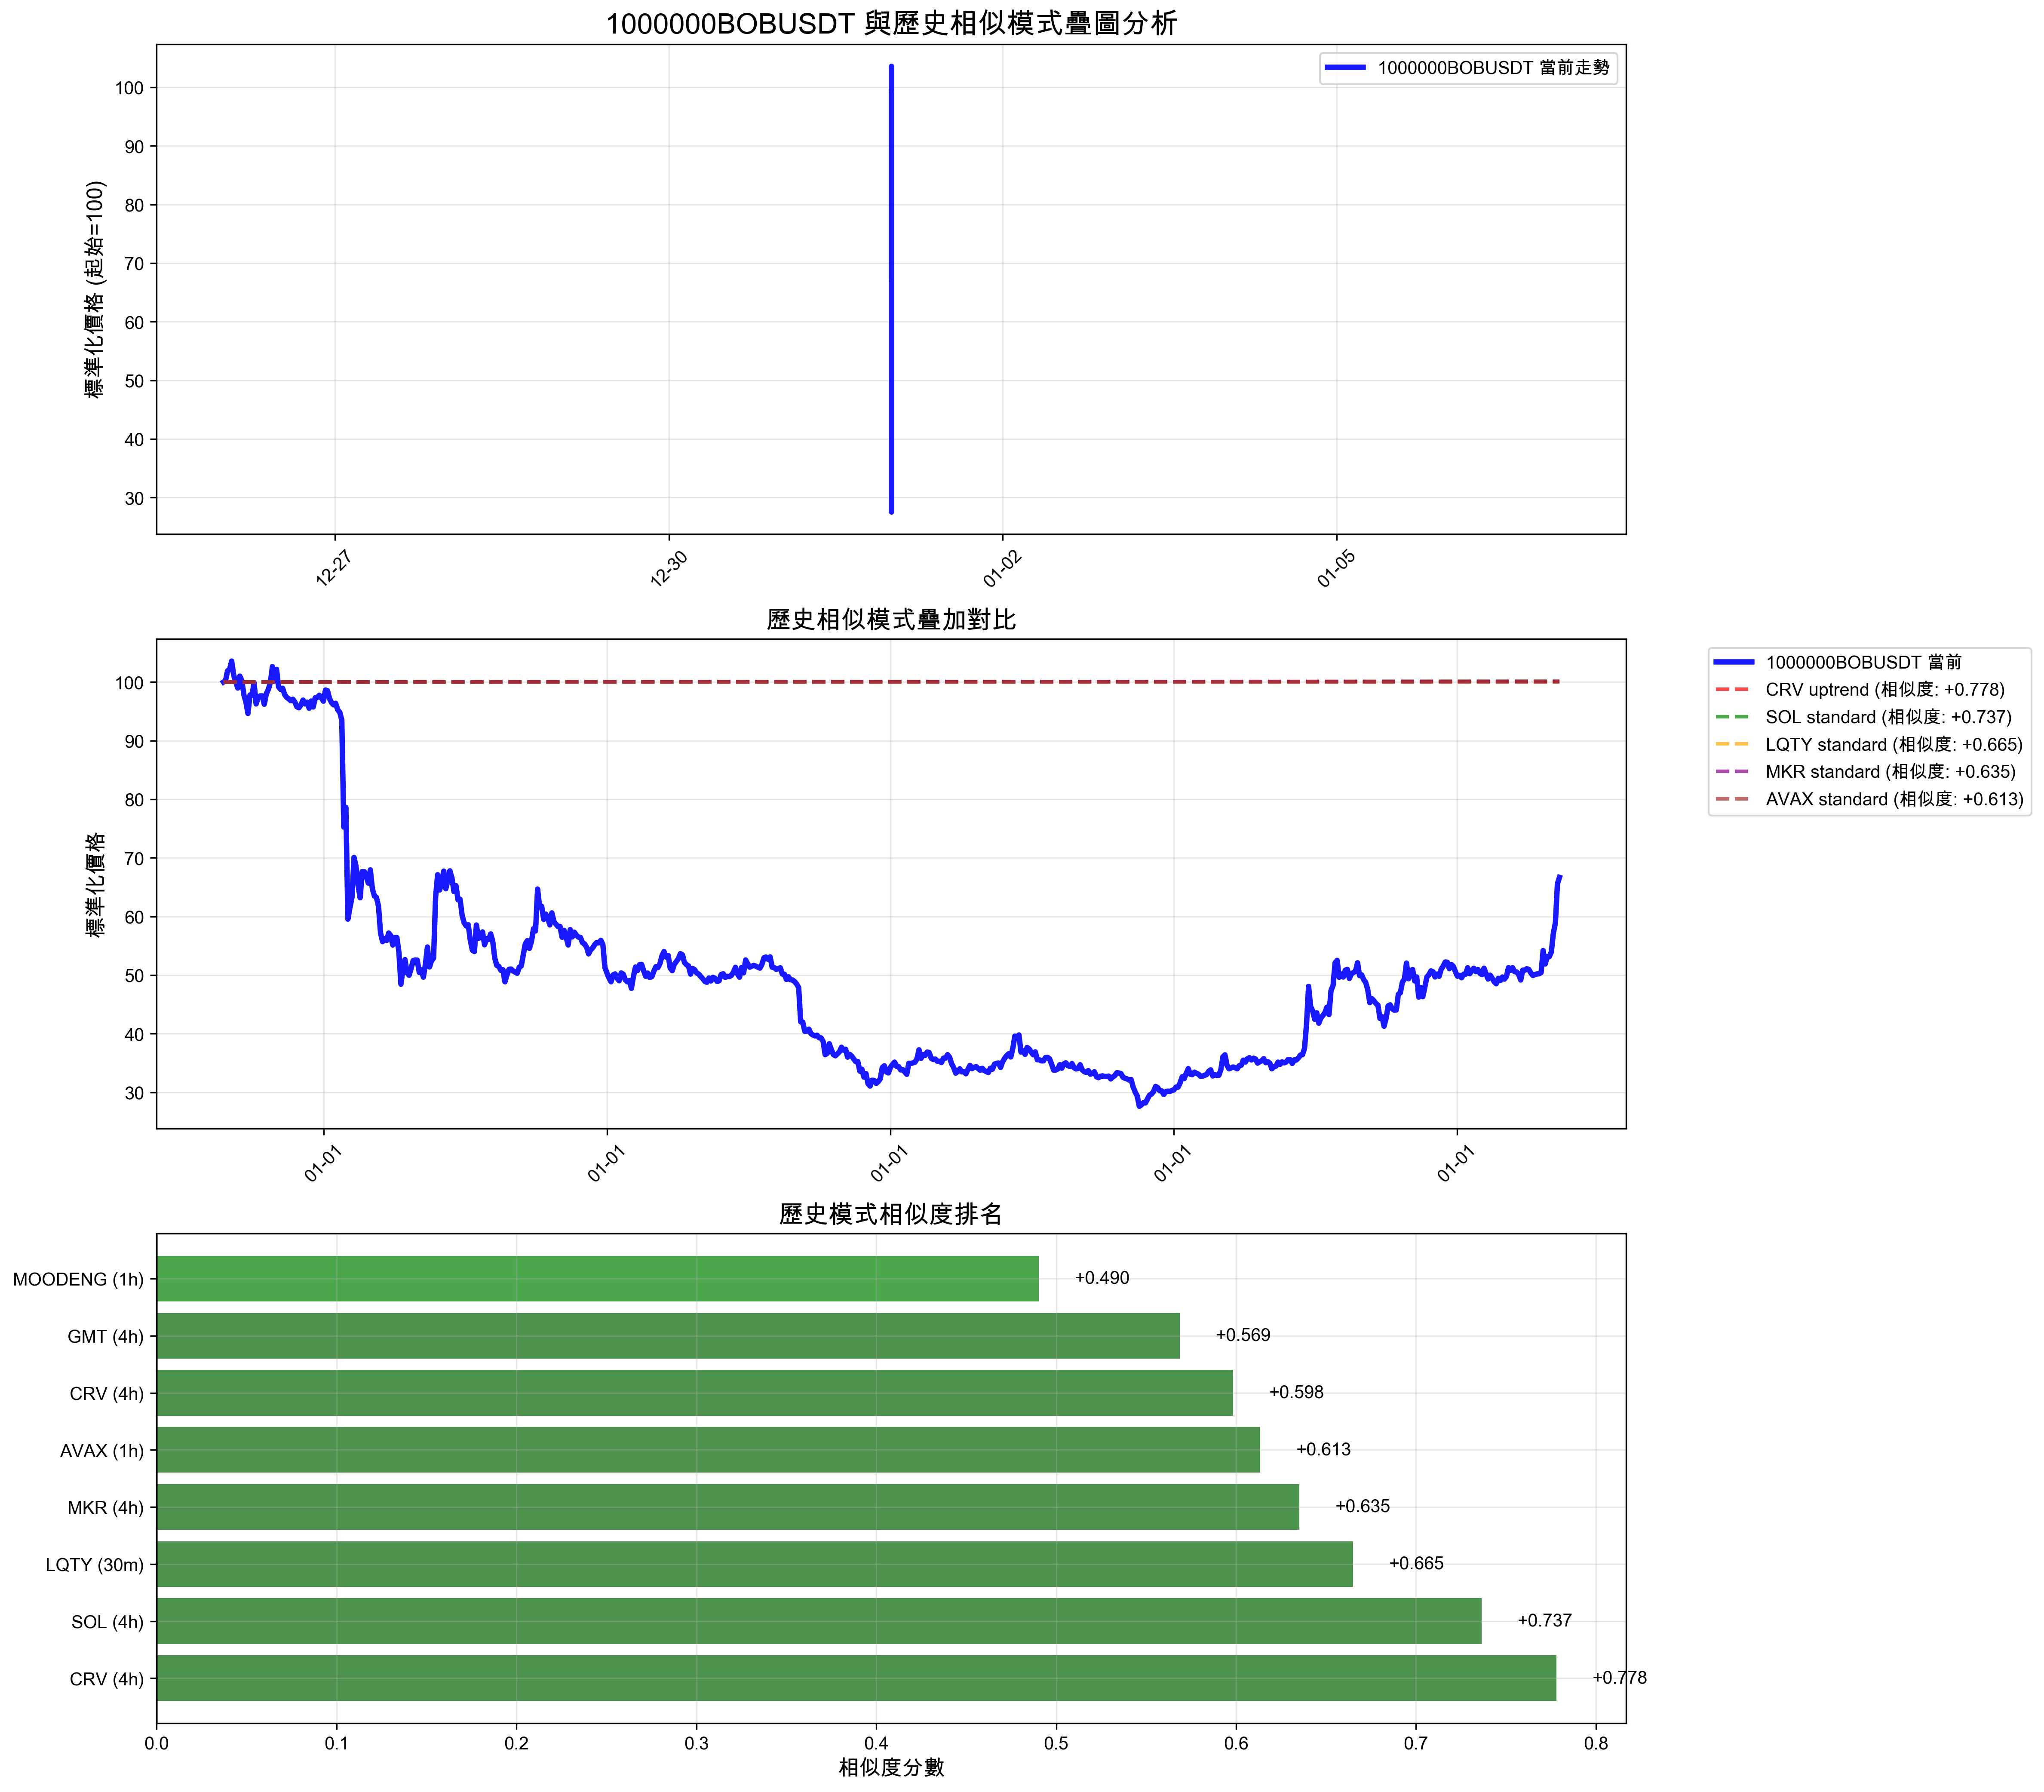 1000000BOBUSDT 與歷史相似模式疊圖分析
1000000BOBUSDT 當前走勢
標準化價格 (起始=100)
100
90
80
70
60
50
40
30
12-27
12-30
01-02
01-05
歷史相似模式疊加對比
1000000BOBUSDT 當前
CRV uptrend (相似度: +0.778)
SOL standard (相似度: +0.737)
LQTY standard (相似度: +0.665)
MKR standard (相似度: +0.635)
AVAX standard (相似度: +0.613)
標準化價格
100
90
80
70
60
50
40
30
01-01
01-01
01-01
01-01
01-01
歷史模式相似度排名
MOODENG (1h)
+0.490
GMT (4h)
+0.569
CRV (4h)
+0.598
AVAX (1h)
+0.613
MKR (4h)
+0.635
LQTY (30m)
+0.665
SOL (4h)
+0.737
CRV (4h)
+0.778
0.0
0.1
0.2
0.3
0.4
0.5
0.6
0.7
0.8
相似度分數